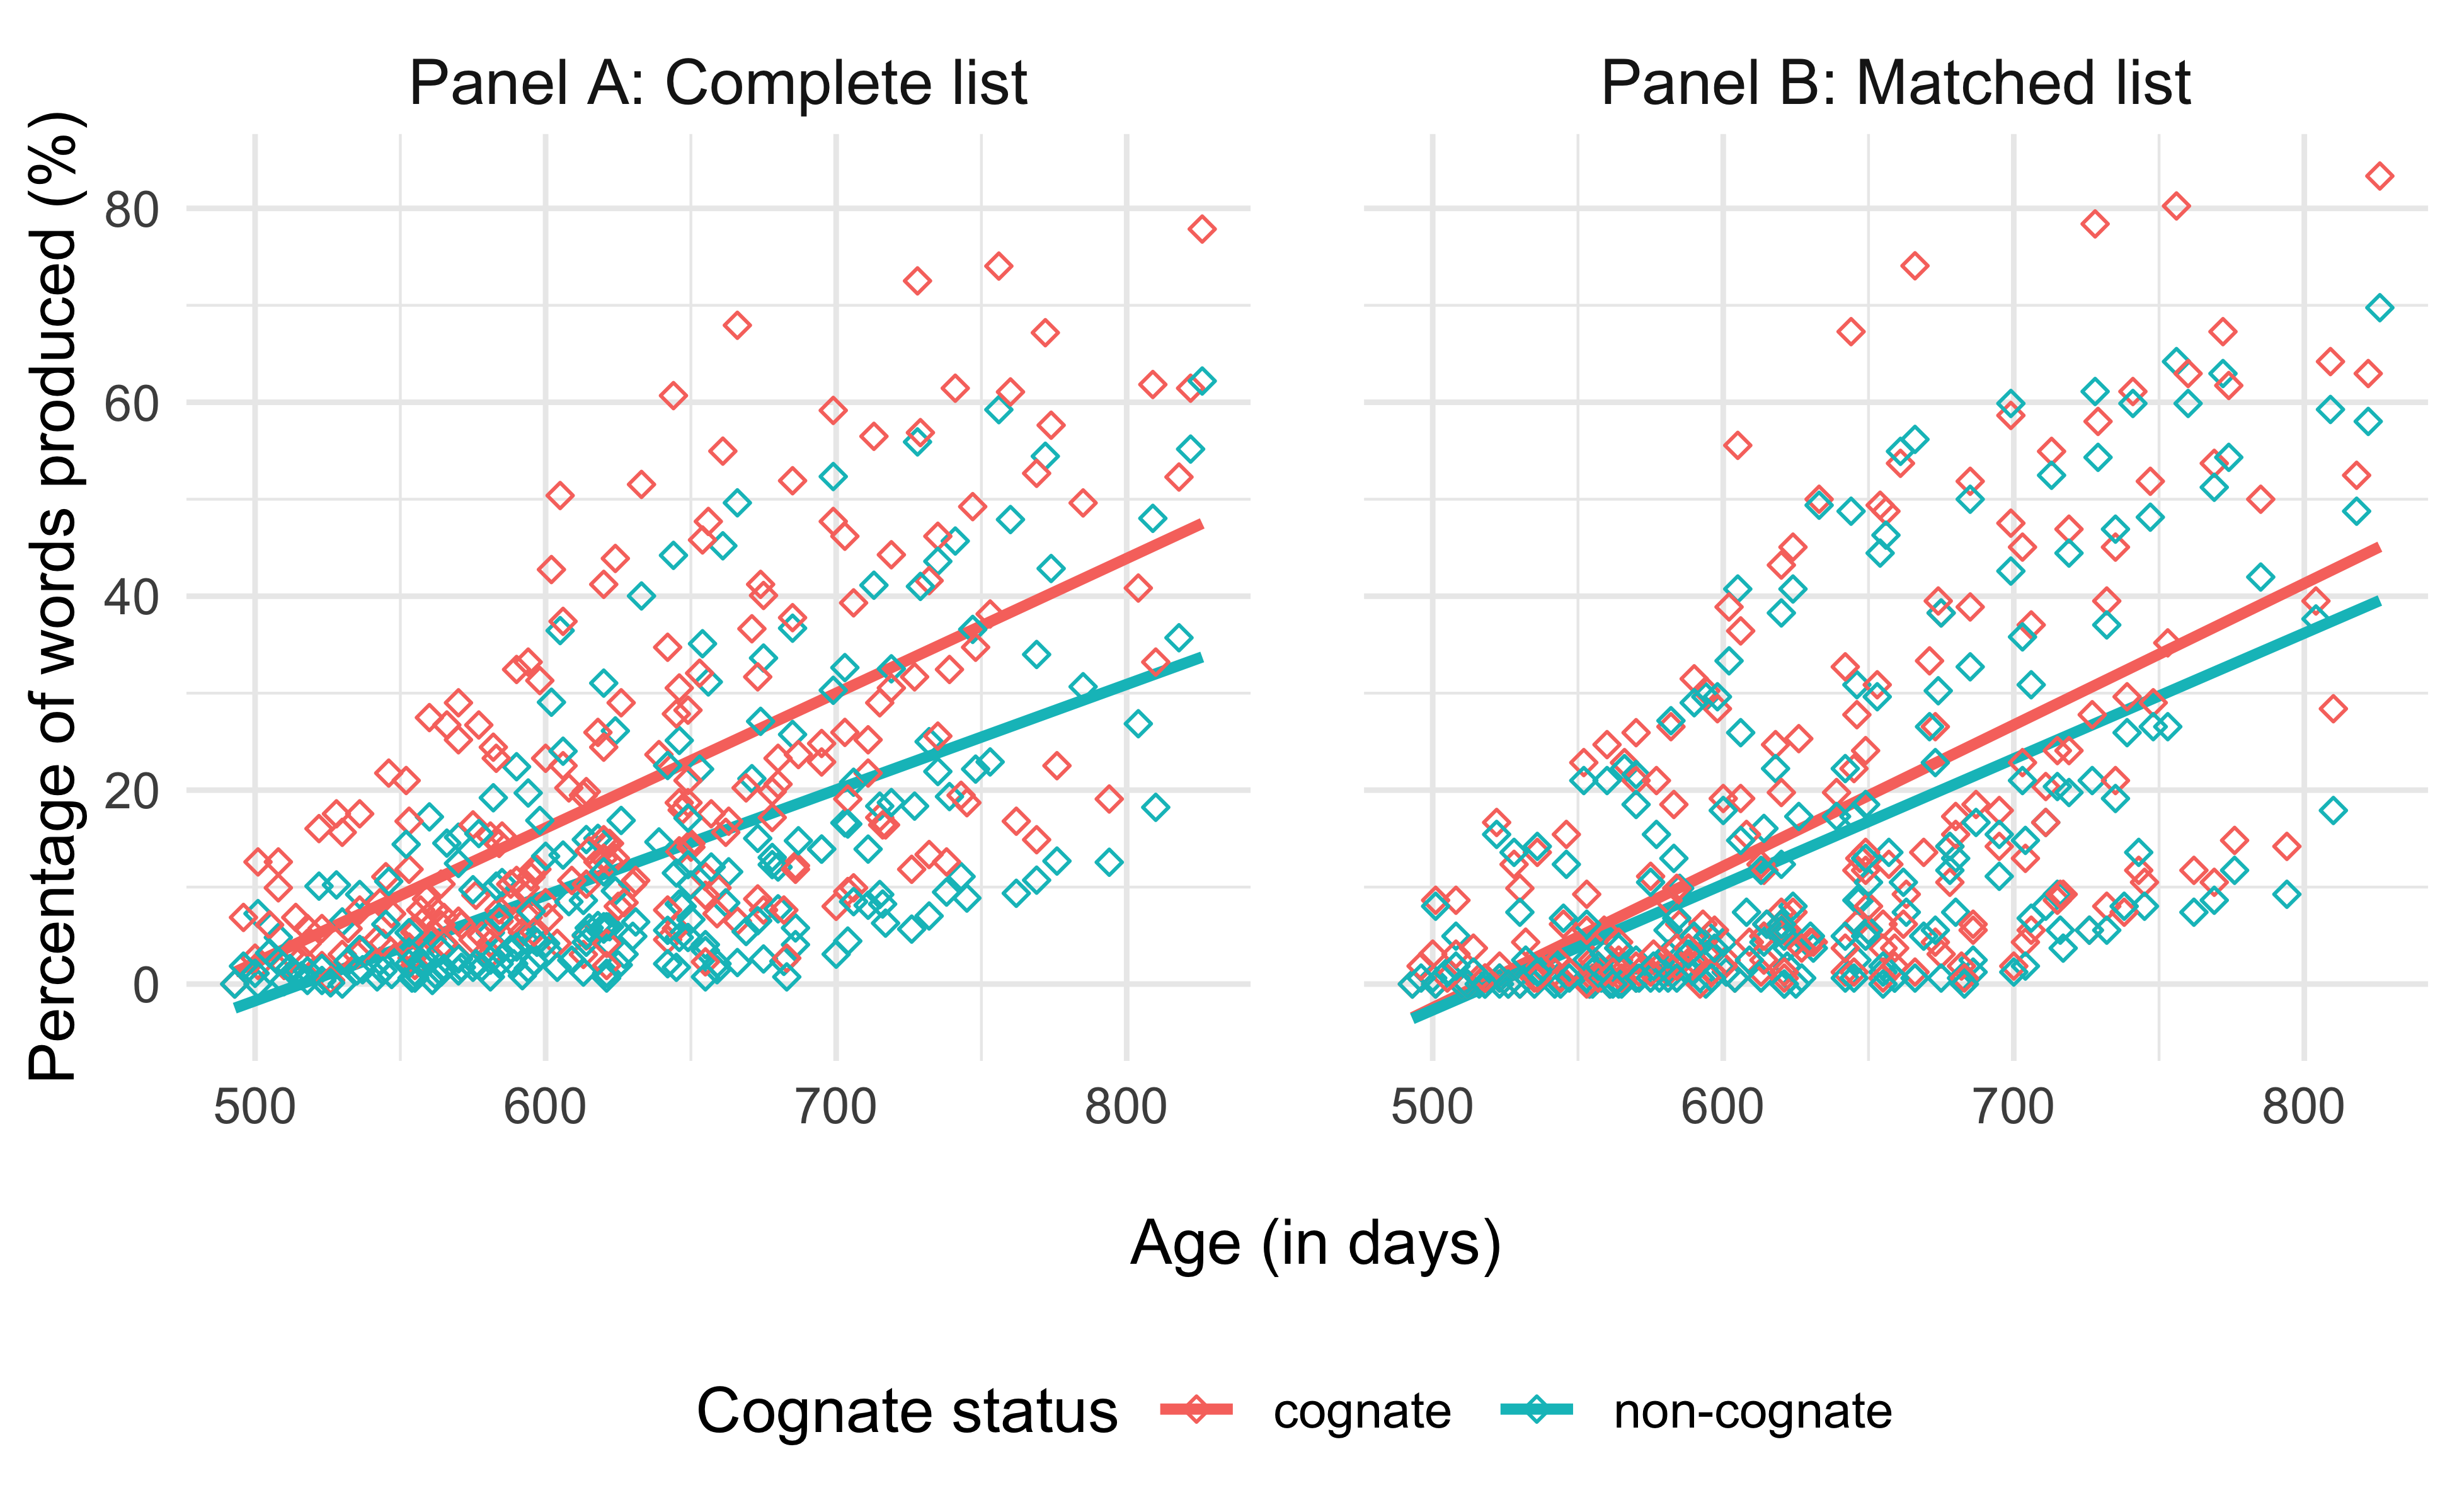 Panel A: Complete list
Panel B: Matched list
Percentage of words produced (%)
80
60
40
20
0
500 600 700 800
500 600 700 800
Age (in days)
Cognate status cognate non-cognate